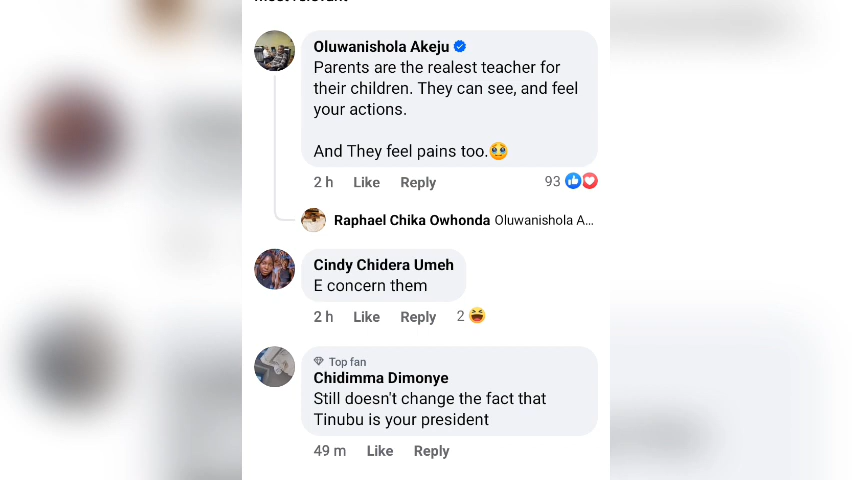 Oluwanishola Akeju
Parents are the realest teacher for
their children. They can see, and feel
your actions.
And They feel pains too.🥹
2 h Like Reply 93
Raphael Chika Owhonda Oluwanishola A...
Cindy Chidera Umeh
E concern them
2 h Like Reply 2
Top fan
Chidimma Dimonye
Still doesn't change the fact that
Tinubu is your president
49 m Like Reply